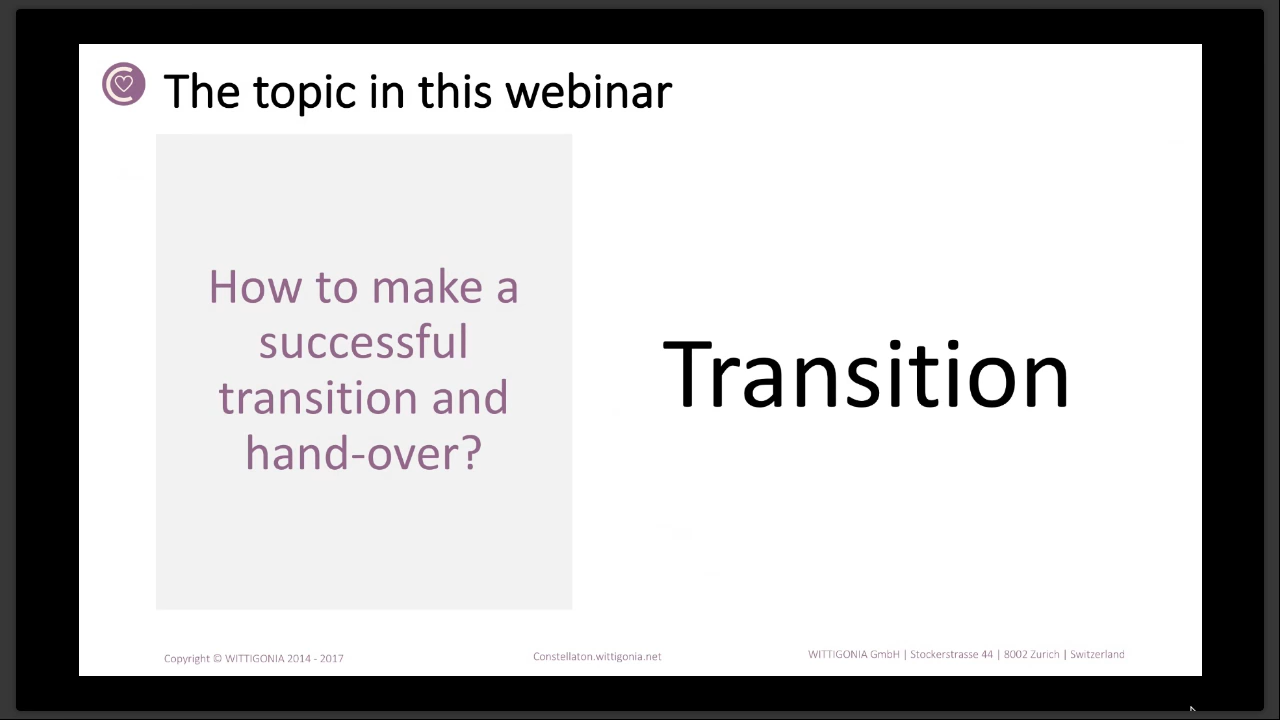 The topic in this webinar
How to make a
successful
transition and
hand-over?
Transition
Copyright © WITTIGONIA 2014 - 2017
Constellaton.wittigonia.net
WITTIGONIA GmbH | Stockerstrasse 44 | 8002 Zurich | Switzerland